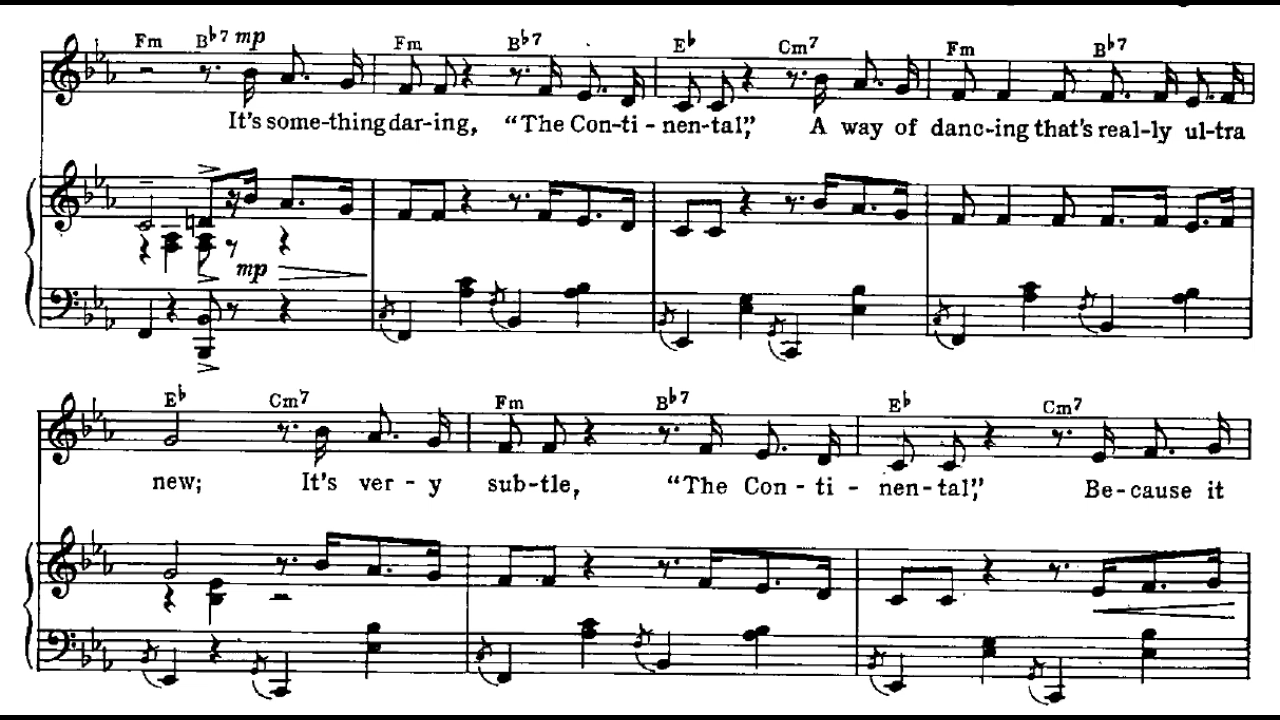 Fm B♭7 mp Fm B♭7 E♭ Cm7 Fm B♭7
It's some-thing dar-ing, “The Con-ti-nen-tal,” A way of danc-ing that's real-ly ul-tra
mp
E♭ Cm7 Fm B♭7 E♭ Cm7
new; It's ver-y sub-tle, “The Con-ti-nen-tal,” Be-cause it